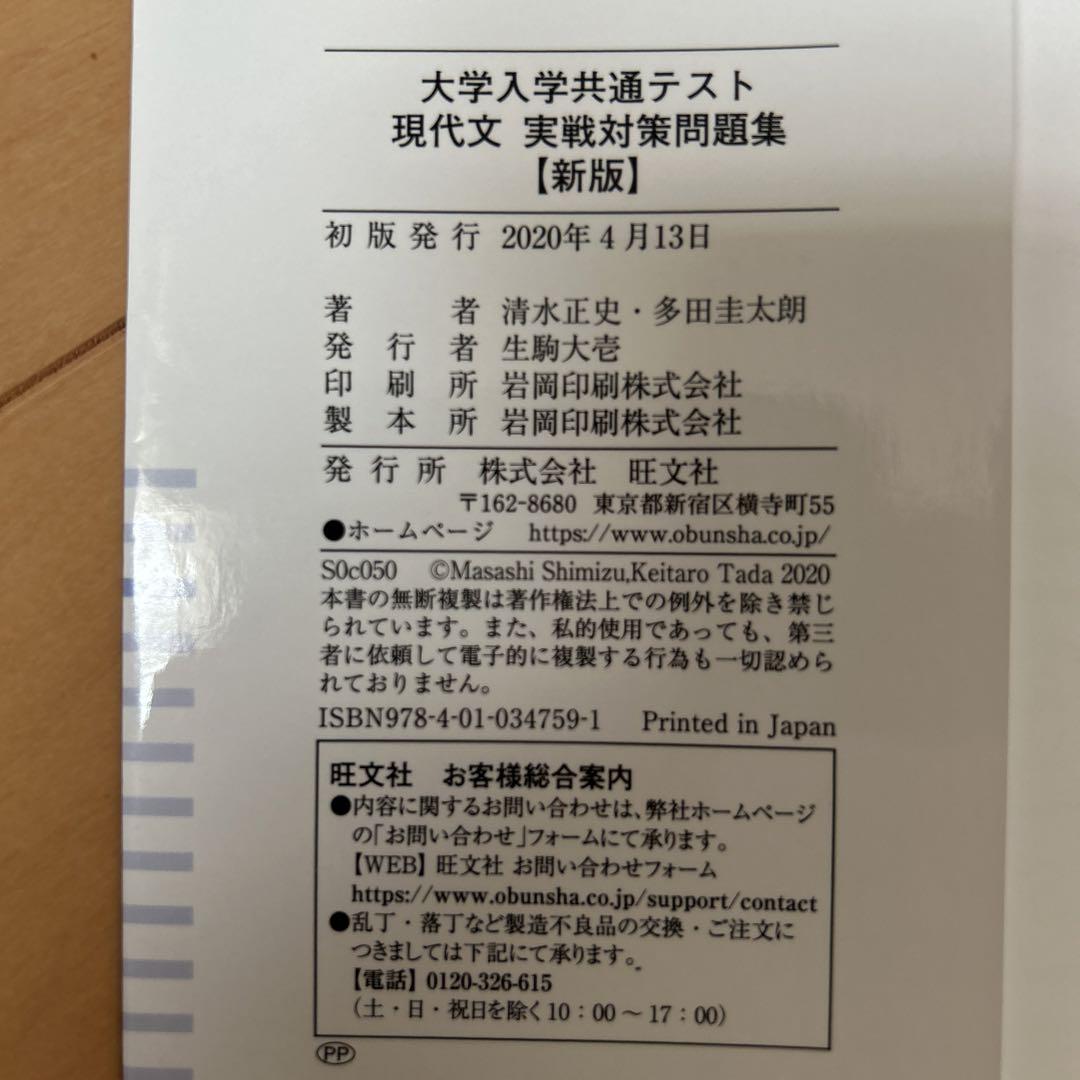 大学入学共通テスト
現代文 実戦対策問題集
【新版】
初版発行 2020年4月13日
著者 清水正史・多田圭太朗
発行者 生駒大壱
印刷所 岩岡印刷株式会社
製本所 岩岡印刷株式会社
発行所 株式会社 旺文社
〒162-8680 東京都新宿区横寺町55
●ホームページ https://www.obunsha.co.jp/
S0c050 ©Masashi Shimizu,Keitaro Tada 2020
本書の無断複製は著作権法上での例外を除き禁じ
られています。また、私的使用であっても、第三
者に依頼して電子的に複製する行為も一切認めら
れておりません。
ISBN978-4-01-034759-1 Printed in Japan
旺文社 お客様総合案内
●内容に関するお問い合わせは、弊社ホームページ
の「お問い合わせ」フォームにて承ります。
【WEB】旺文社 お問い合わせフォーム
https://www.obunsha.co.jp/support/contact
●乱丁・落丁など製造不良品の交換・ご注文に
つきましては下記にて承ります。
【電話】0120-326-615
(土・日・祝日を除く10:00～17:00)
PP